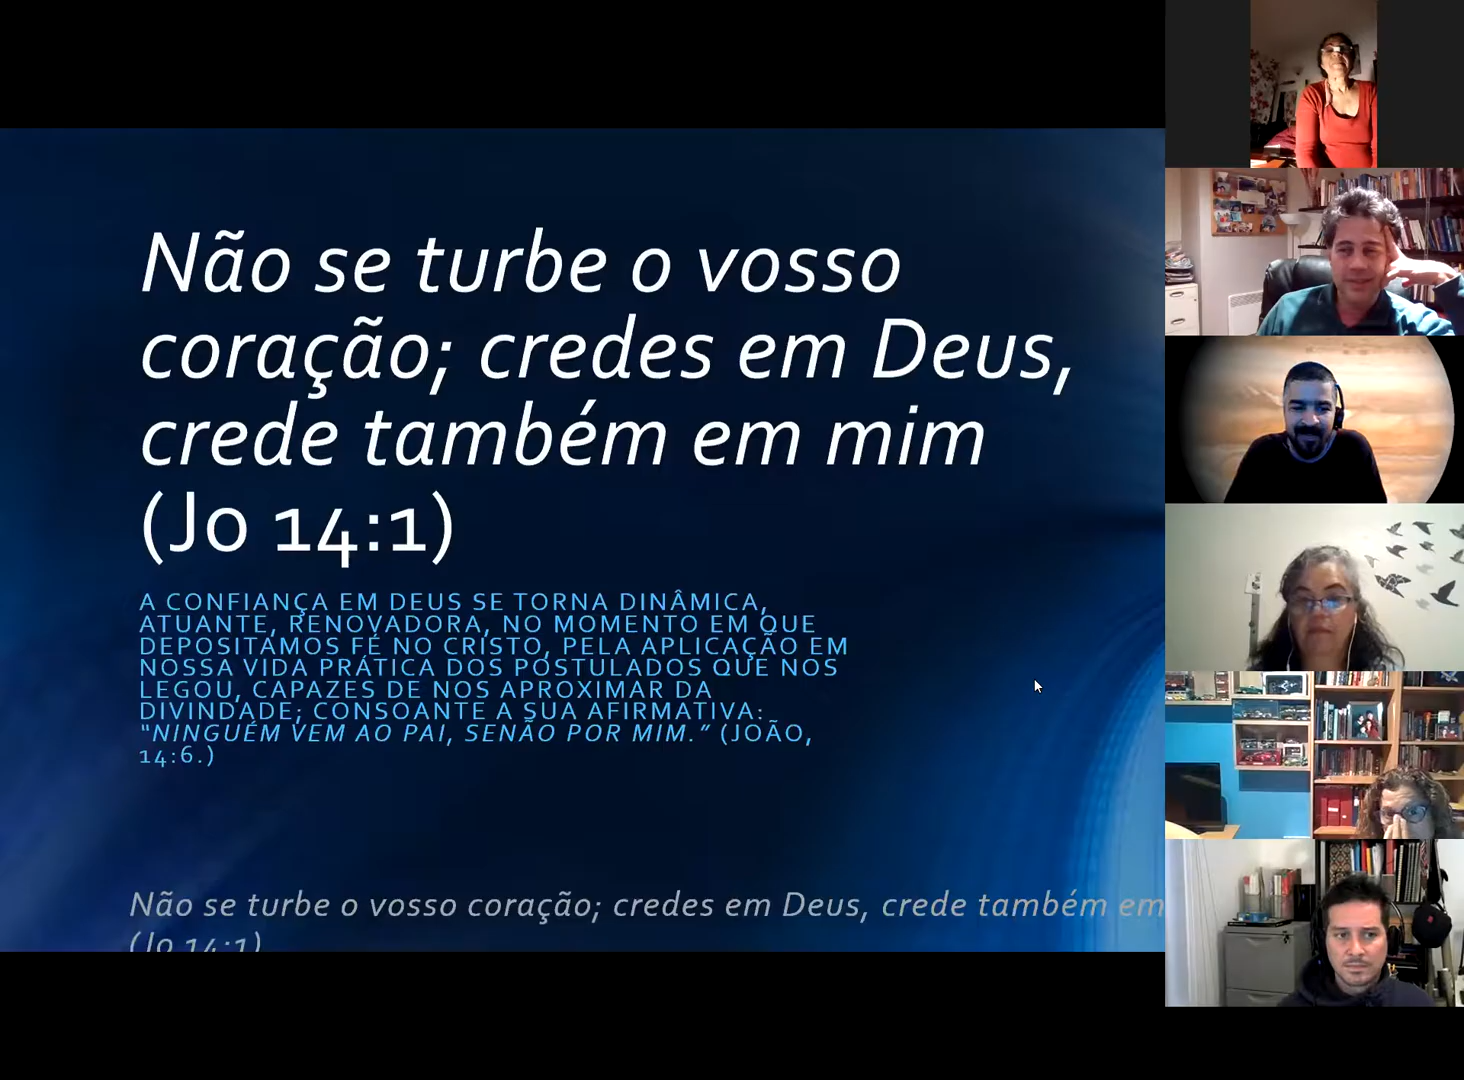 Não se turbe o vosso
coração; credes em Deus,
crede também em mim
(Jo 14:1)
A CONFIANÇA EM DEUS SE TORNA DINÂMICA,
ATUANTE, RENOVADORA, NO MOMENTO EM QUE
DEPOSITAMOS FÉ NO CRISTO, PELA APLICAÇÃO EM
NOSSA VIDA PRÁTICA DOS POSTULADOS QUE NOS
LEGOU, CAPAZES DE NOS APROXIMAR DA
DIVINDADE; CONSOANTE A SUA AFIRMATIVA:
“NINGUÉM VEM AO PAI, SENÃO POR MIM.” (JOÃO,
14:6.)
Não se turbe o vosso coração; credes em Deus, crede também em
(Jo 14:1)